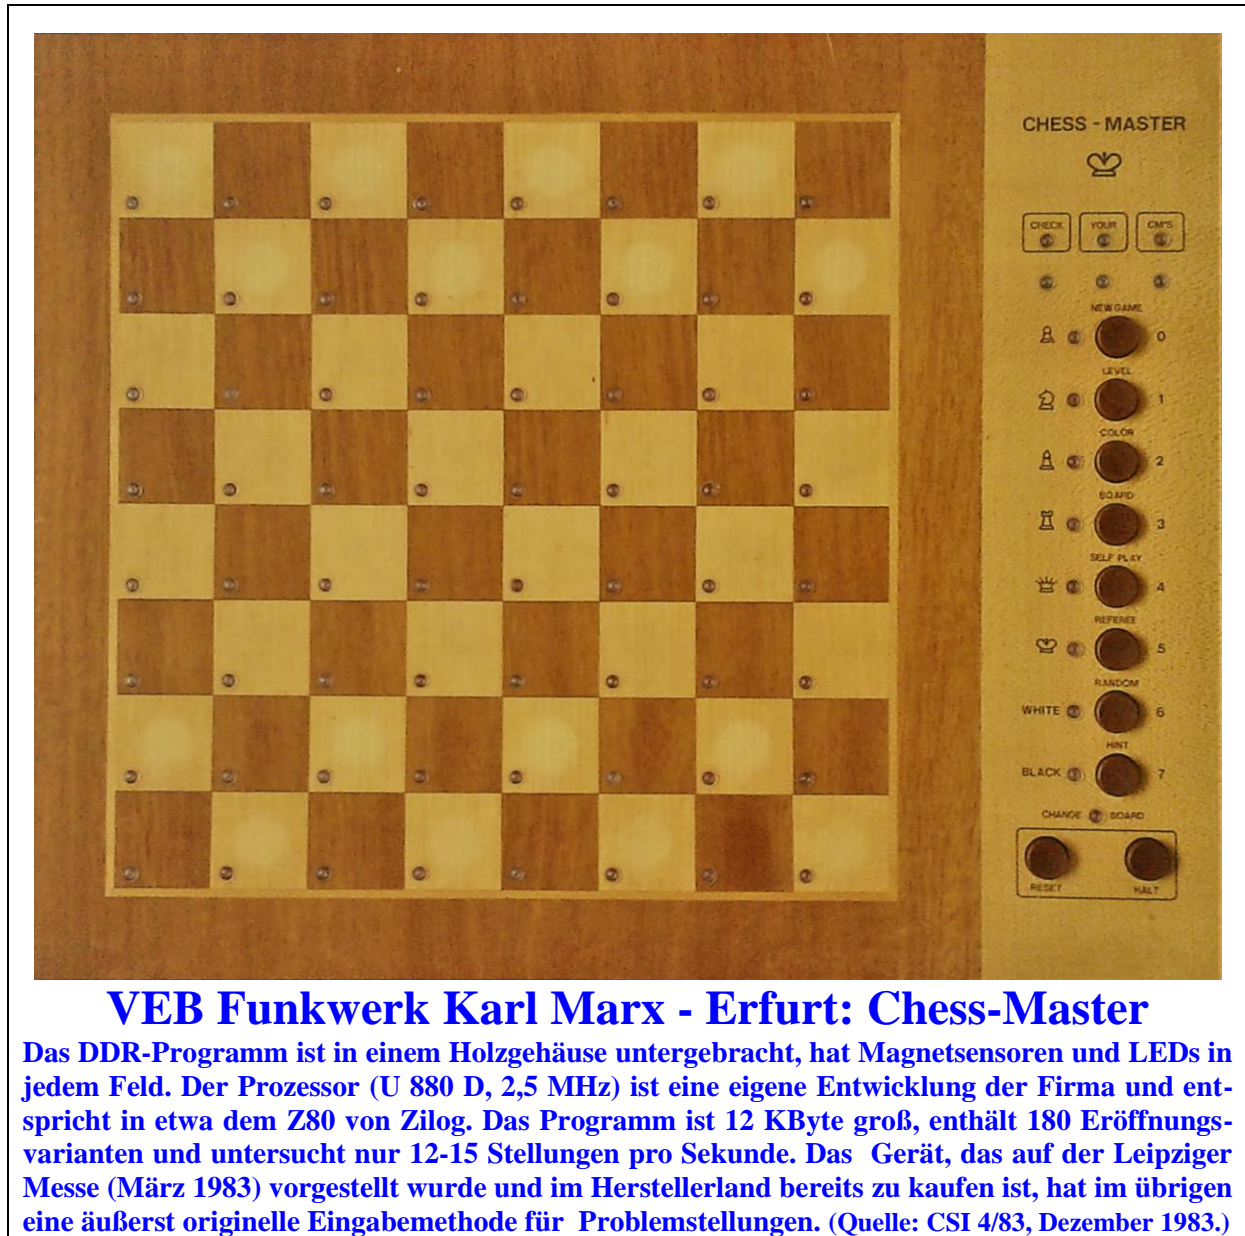 CHESS - MASTER
CHECK YOUR CM'S
NEW GAME
0
LEVEL
1
COLOR
2
BOARD
3
SELF PLAY
4
REFEREE
5
RANDOM
WHITE 6
HINT
BLACK 7
CHANGE BOARD
RESET HALT
VEB Funkwerk Karl Marx - Erfurt: Chess-Master
Das DDR-Programm ist in einem Holzgehäuse untergebracht, hat Magnetsensoren und LEDs in
jedem Feld. Der Prozessor (U 880 D, 2,5 MHz) ist eine eigene Entwicklung der Firma und ent-
spricht in etwa dem Z80 von Zilog. Das Programm ist 12 KByte groß, enthält 180 Eröffnungs-
varianten und untersucht nur 12-15 Stellungen pro Sekunde. Das Gerät, das auf der Leipziger
Messe (März 1983) vorgestellt wurde und im Herstellerland bereits zu kaufen ist, hat im übrigen
eine äußerst originelle Eingabemethode für Problemstellungen. (Quelle: CSI 4/83, Dezember 1983.)